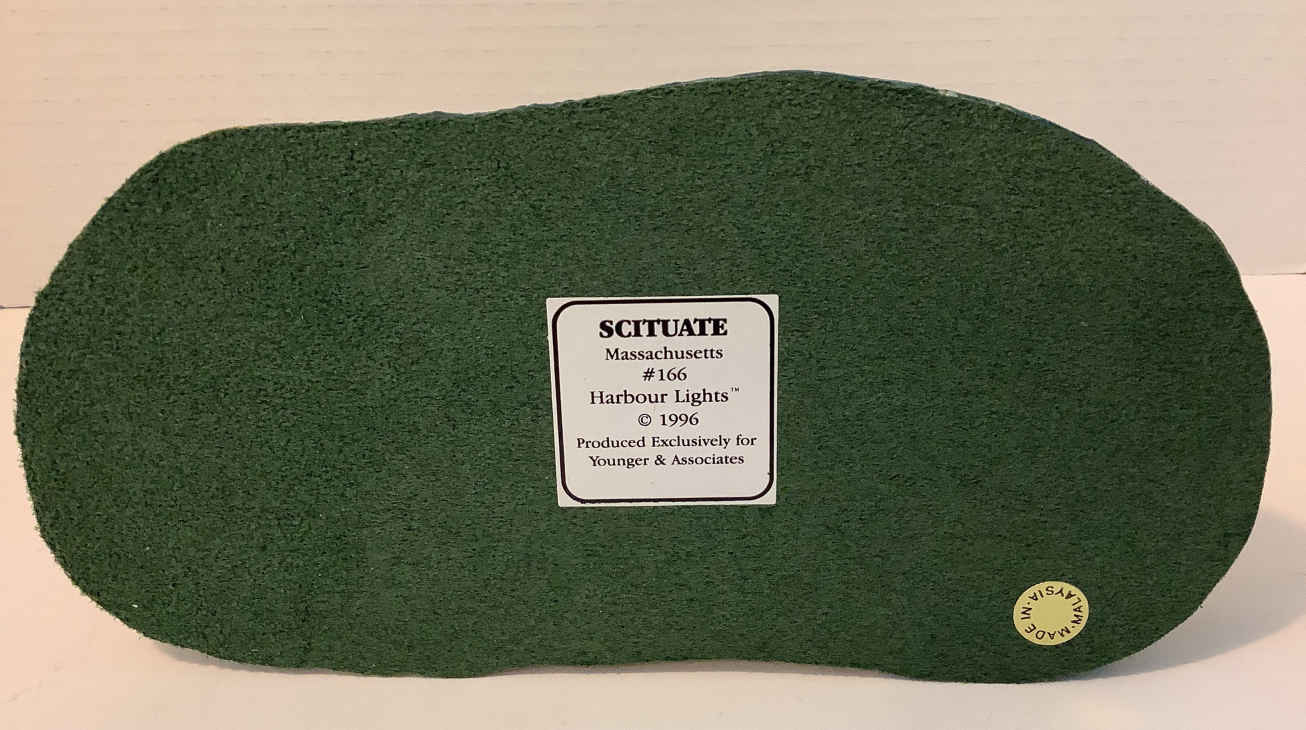 SCITUATE
Massachusetts
#166
Harbour Lights™
© 1996
Produced Exclusively for
Younger & Associates
MADE·IN·MALAYSIA·